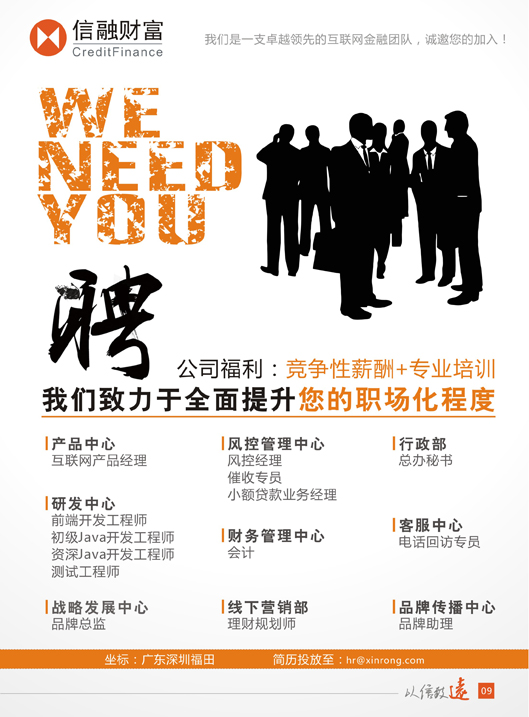 信融财富
CreditFinance
我们是一支卓越领先的互联网金融团队，诚邀您的加入！
WE
NEED
YOU
聘
公司福利：竞争性薪酬+专业培训
我们致力于全面提升您的职场化程度
产品中心
互联网产品经理
研发中心
前端开发工程师
初级Java开发工程师
资深Java开发工程师
测试工程师
战略发展中心
品牌总监
风控管理中心
风控经理
催收专员
小额贷款业务经理
财务管理中心
会计
线下营销部
理财规划师
行政部
总办秘书
客服中心
电话回访专员
品牌传播中心
品牌助理
坐标：广东深圳福田
简历投放至：hr@xinrong.com
以信致遠
09